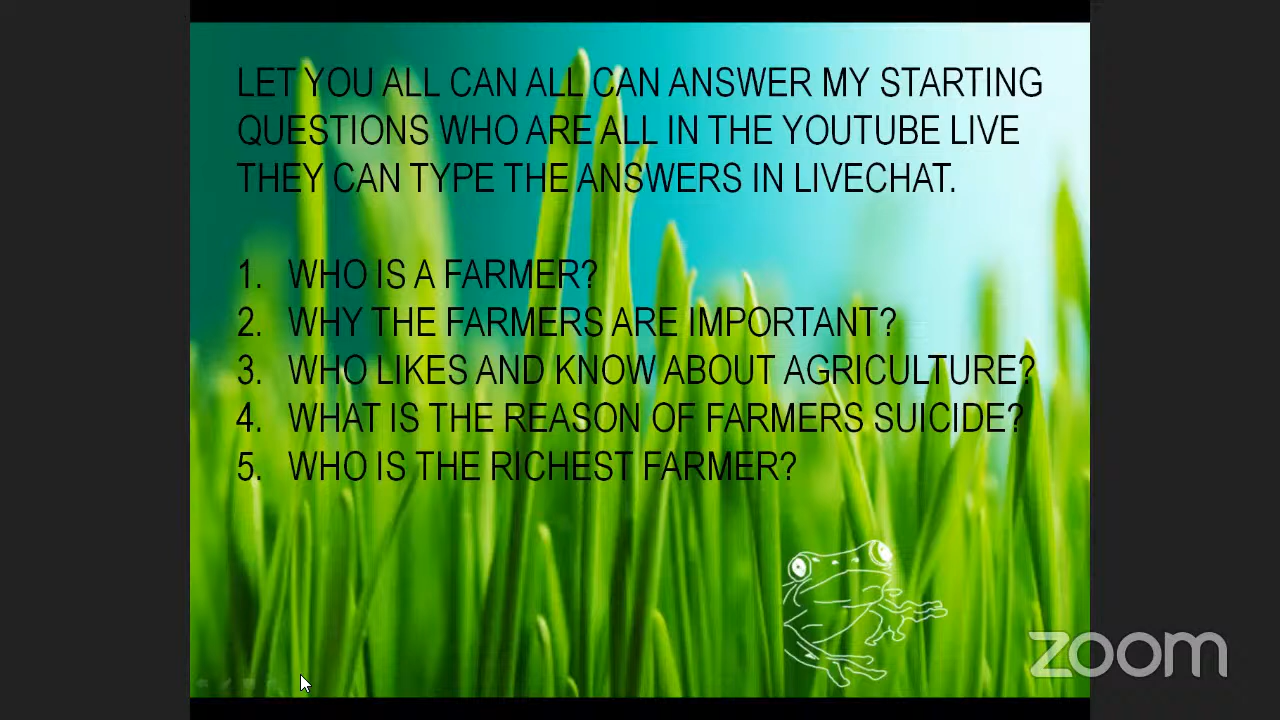 LET YOU ALL CAN ALL CAN ANSWER MY STARTING
QUESTIONS WHO ARE ALL IN THE YOUTUBE LIVE
THEY CAN TYPE THE ANSWERS IN LIVECHAT.
1. WHO IS A FARMER?
2. WHY THE FARMERS ARE IMPORTANT?
3. WHO LIKES AND KNOW ABOUT AGRICULTURE?
4. WHAT IS THE REASON OF FARMERS SUICIDE?
5. WHO IS THE RICHEST FARMER?
zoom